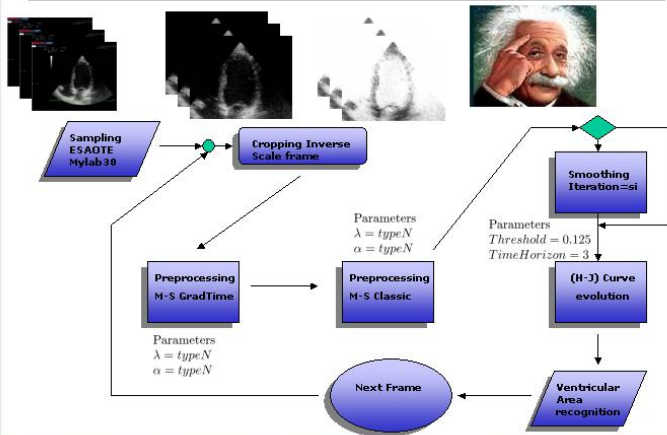 Sampling
ESAOTE
Mylab30
Cropping Inverse
Scale frame
Smoothing
Iteration=si
Parameters
λ = typeN
α = typeN
Parameters
Threshold = 0.125
TimeHorizon = 3
Preprocessing
M-S GradTime
Preprocessing
M-S Classic
(H-J) Curve
evolution
Parameters
λ = typeN
α = typeN
Next Frame
Ventricular
Area
recognition